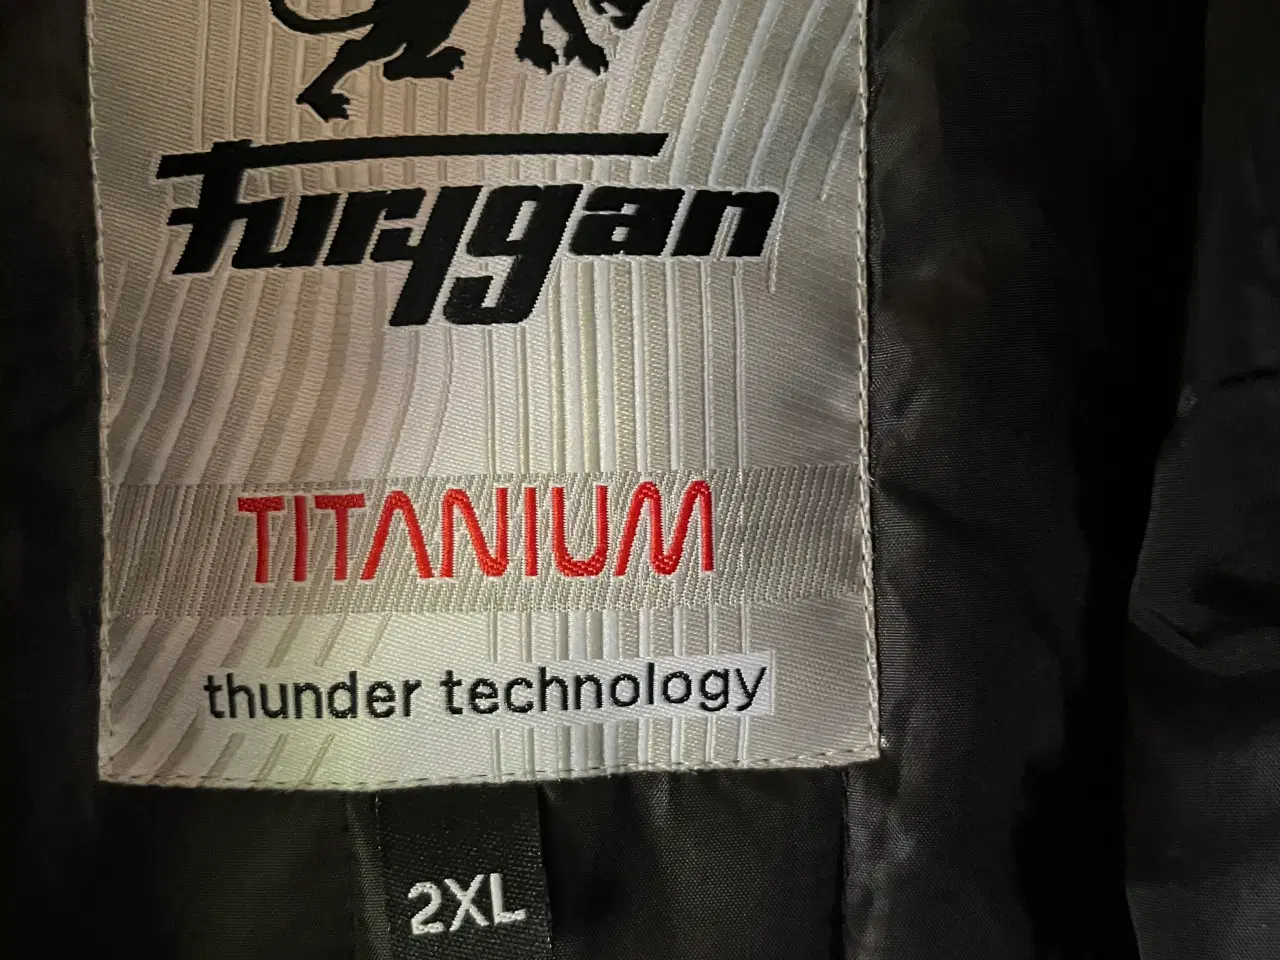 furygan
TITANIUM
thunder technology
2XL